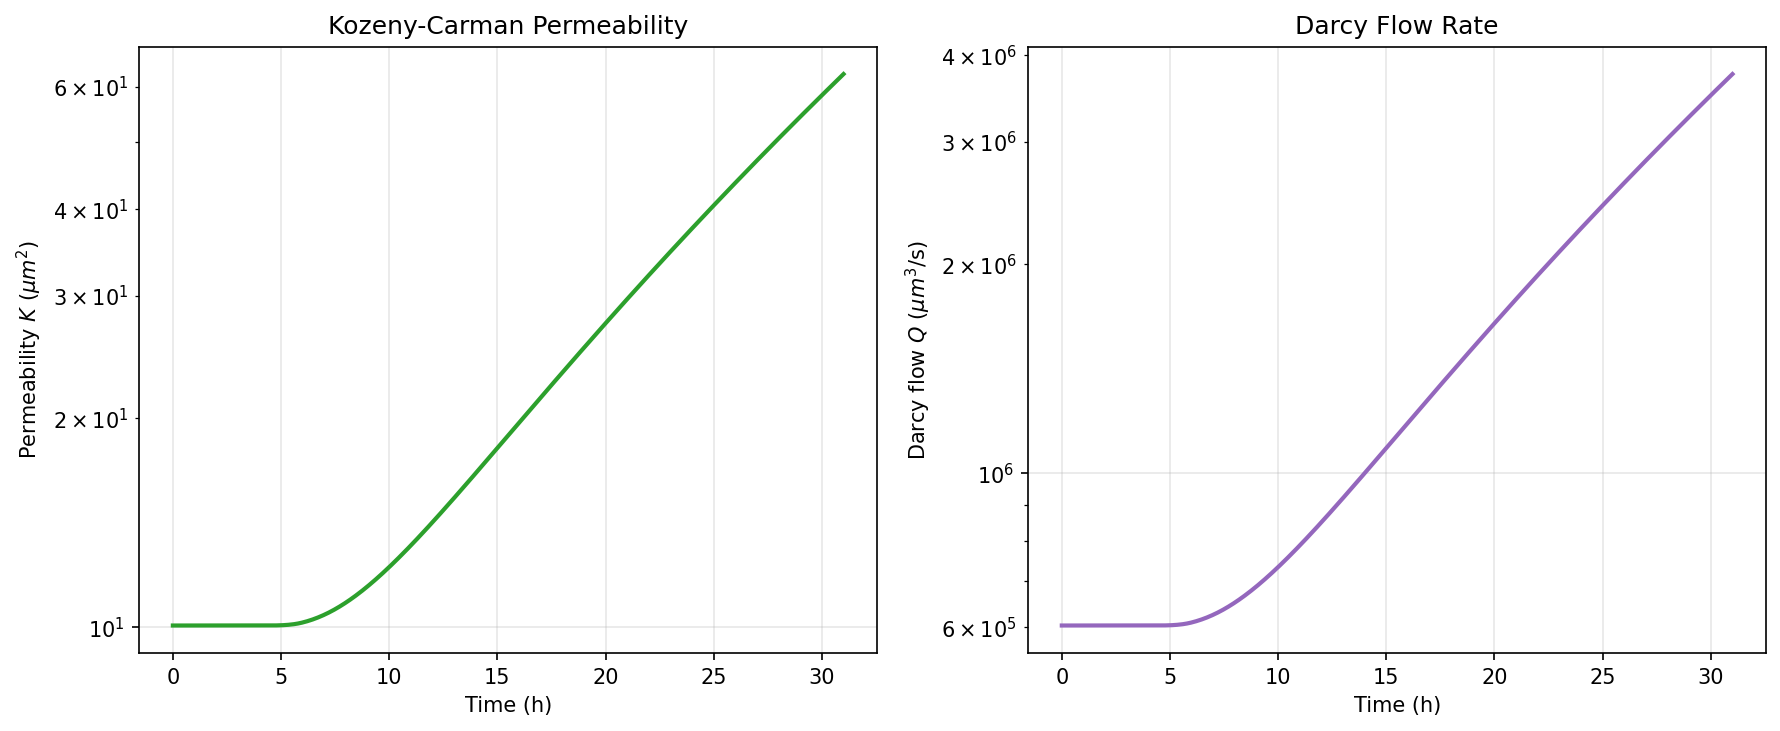 Kozeny-Carman Permeability
Permeability K (μm²)
6 × 10¹
4 × 10¹
3 × 10¹
2 × 10¹
10¹
0 5 10 15 20 25 30
Time (h)
Darcy Flow Rate
Darcy flow Q (μm³/s)
4 × 10⁶
3 × 10⁶
2 × 10⁶
10⁶
6 × 10⁵
0 5 10 15 20 25 30
Time (h)